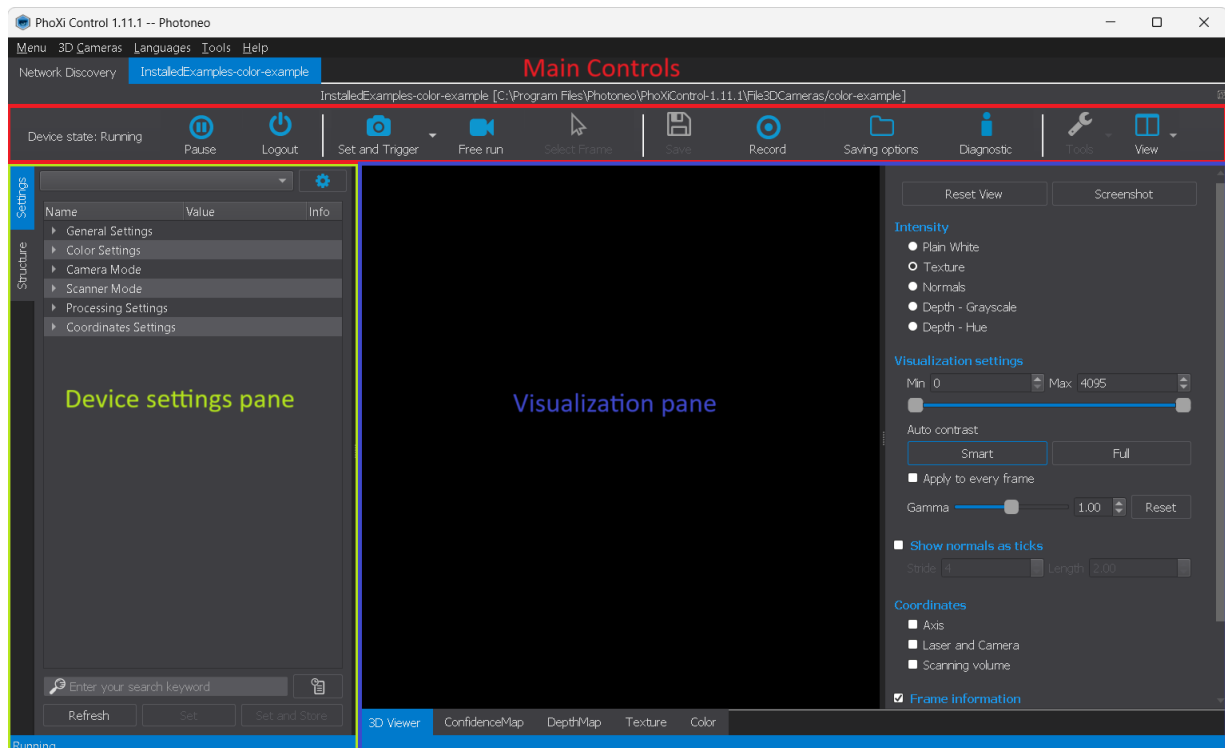 PhoXi Control 1.11.1 -- Photoneo
Menu 3D Cameras Languages Tools Help
Network Discovery InstalledExamples-color-example
Main Controls
InstalledExamples-color-example [C:\Program Files\Photoneo\PhoXiControl-1.11.1\File3DCameras/color-example]
Device state: Running Pause Logout Set and Trigger Free run Select Frame Save Record Saving options Diagnostic Tools View
Settings
Structure
Name Value Info
General Settings
Color Settings
Camera Mode
Scanner Mode
Processing Settings
Coordinates Settings
Device settings pane
Enter your search keyword
Refresh Set Set and Store
Running
Visualization pane
3D Viewer ConfidenceMap DepthMap Texture Color
Reset View Screenshot
Intensity
Plain White
Texture
Normals
Depth - Grayscale
Depth - Hue
Visualization settings
Min 0 Max 4095
Auto contrast
Smart Full
Apply to every frame
Gamma 1.00 Reset
Show normals as ticks
Stride 4 Length 2.00
Coordinates
Axis
Laser and Camera
Scanning volume
Frame information